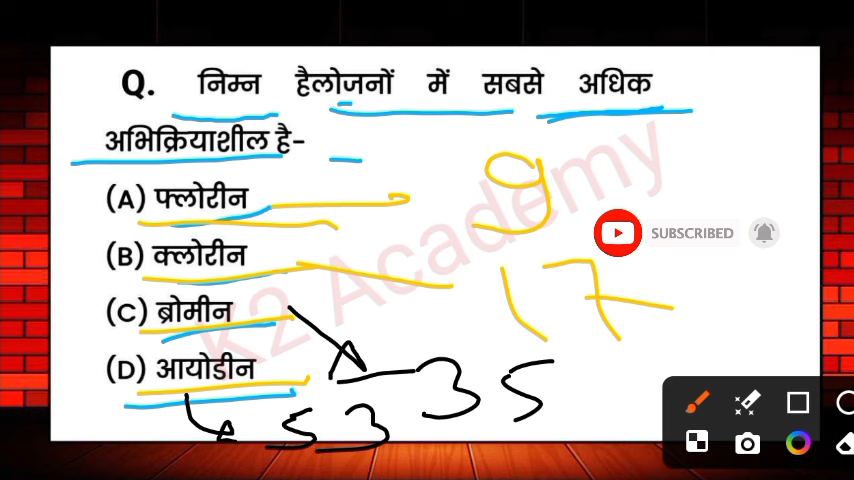 Q. निम्न हैलोजनों में सबसे अधिक
अभिक्रियाशील है-
(A) फ्लोरीन
9
(B) क्लोरीन
17
(C) ब्रोमीन
35
(D) आयोडीन
53
SUBSCRIBED
K2 Academy